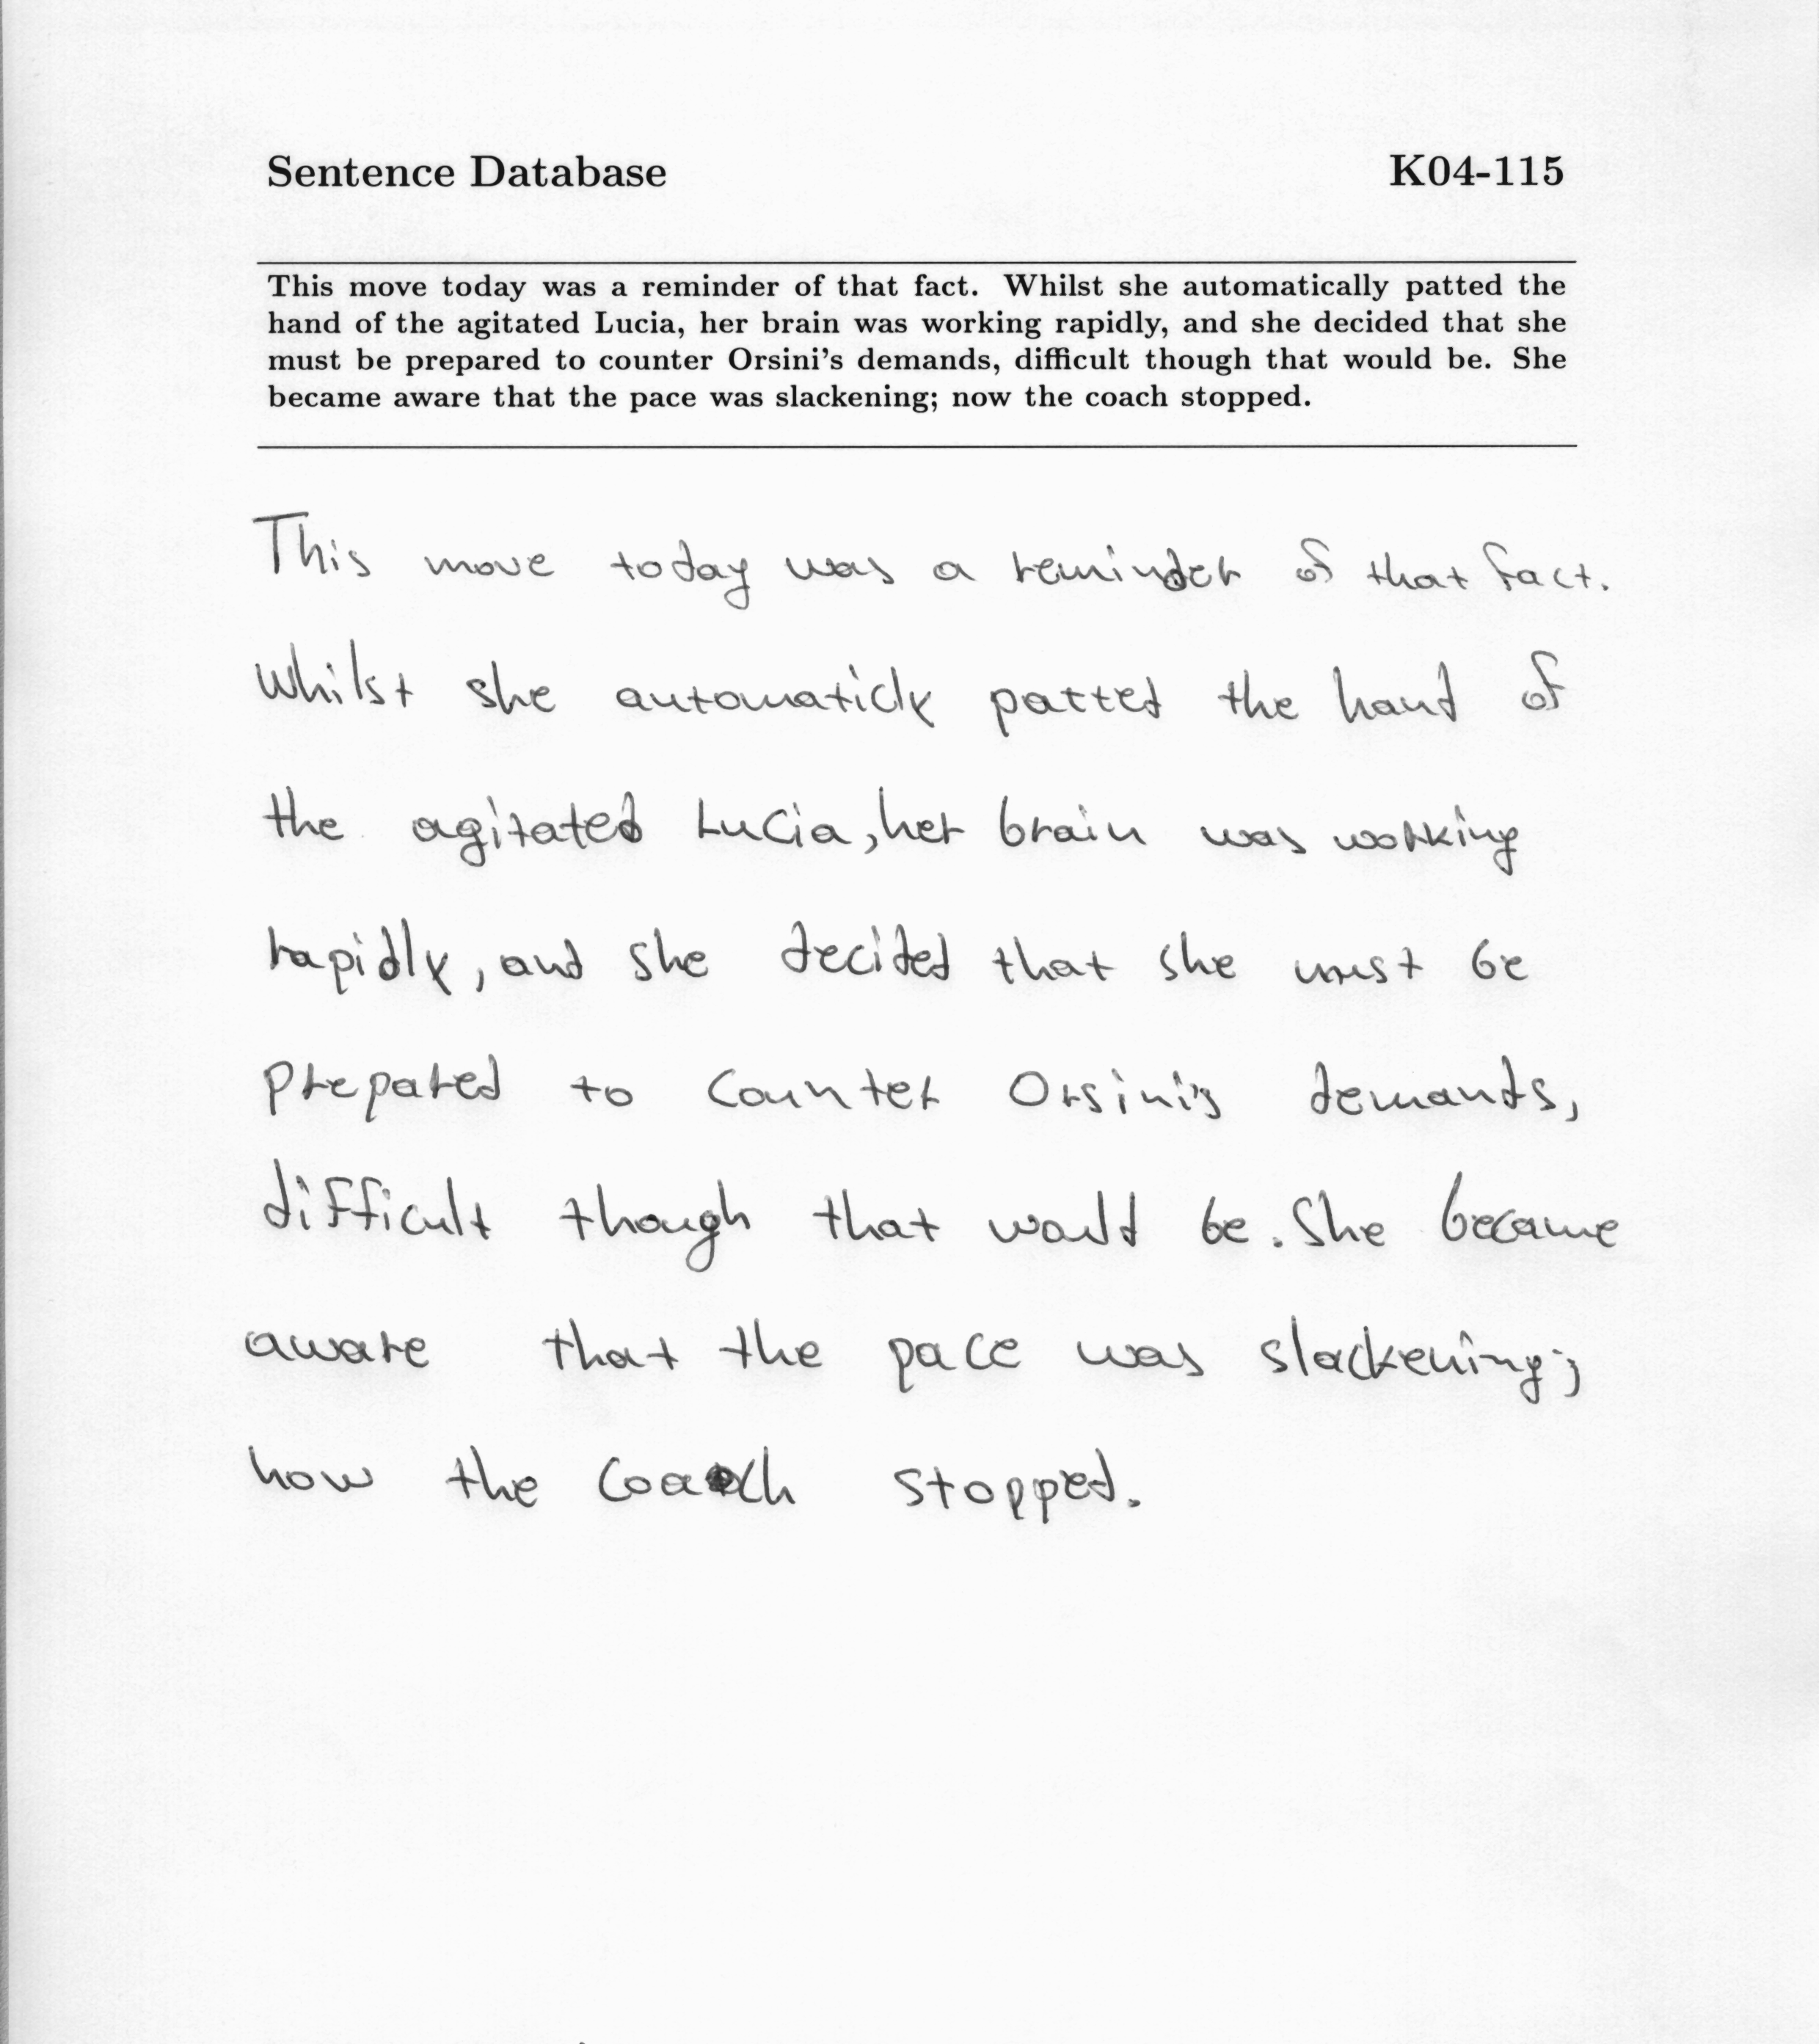 Sentence Database K04-115
This move today was a reminder of that fact. Whilst she automatically patted the
hand of the agitated Lucia, her brain was working rapidly, and she decided that she
must be prepared to counter Orsini's demands, difficult though that would be. She
became aware that the pace was slackening; now the coach stopped.
This move today was a reminder of that fact.
Whilst she automaticly patted the hand of
the agitated Lucia, her brain was working
rapidly, and she decided that she must be
prepared to counter Orsini's demands,
difficult though that would be. She became
aware that the pace was slackening;
now the coach stopped.